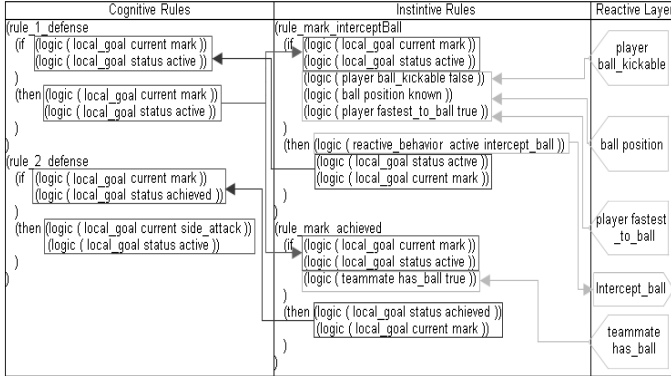 Cognitive Rules
(rule_1_defense
(if (logic ( local_goal current mark ))
(logic ( local_goal status active ))
)
(then (logic ( local_goal current mark ))
(logic ( local_goal status active ))
)
)
(rule_2_defense
(if (logic ( local_goal current mark ))
(logic ( local_goal status achieved ))
)
(then (logic ( local_goal current side_attack ))
(logic ( local_goal status active ))
)
)
Instintive Rules
(rule_mark_interceptBall
(if (logic ( local_goal current mark ))
(logic ( local_goal status active ))
(logic ( player ball_kickable false ))
(logic ( ball position known ))
(logic ( player fastest_to_ball true ))
)
(then (logic ( reactive_behavior active intercept_ball ))
(logic ( local_goal status active ))
(logic ( local_goal current mark ))
)
)
(rule_mark_achieved
(if (logic ( local_goal current mark ))
(logic ( local_goal status active ))
(logic ( teammate has_ball true ))
)
(then (logic ( local_goal status achieved ))
(logic ( local_goal current mark ))
)
)
Reactive Layer
player
ball_kickable
ball position
player fastest
_to_ball
Intercept_ball
teammate
has_ball